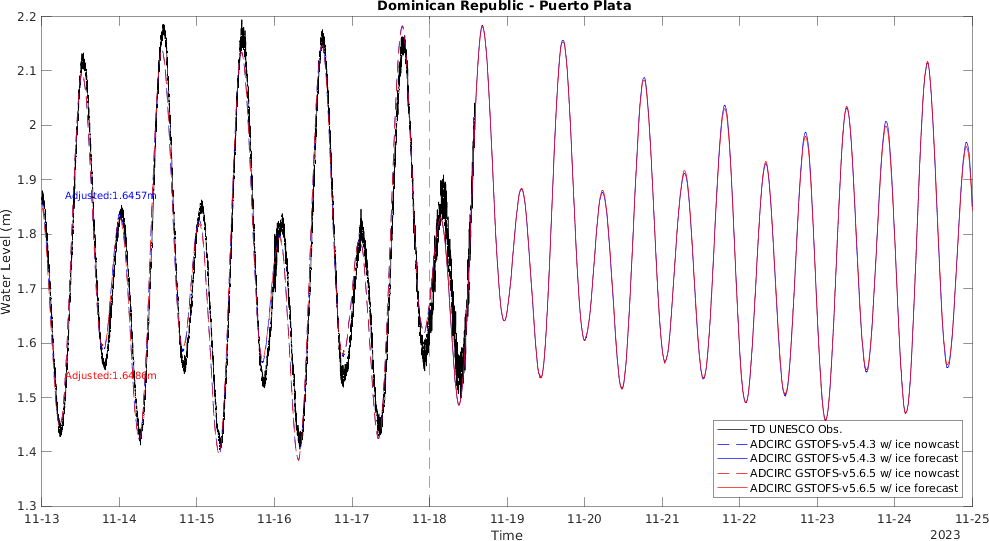 Dominican Republic - Puerto Plata
2.2
2.1
2
1.9
1.8
1.7
1.6
1.5
1.4
1.3
Water Level (m)
Adjusted:1.6457m
Adjusted:1.6486m
TD UNESCO Obs.
ADCIRC GSTOFS-v5.4.3 w/ ice nowcast
ADCIRC GSTOFS-v5.4.3 w/ ice forecast
ADCIRC GSTOFS-v5.6.5 w/ ice nowcast
ADCIRC GSTOFS-v5.6.5 w/ ice forecast
11-13 11-14 11-15 11-16 11-17 11-18 11-19 11-20 11-21 11-22 11-23 11-24 11-25
Time
2023